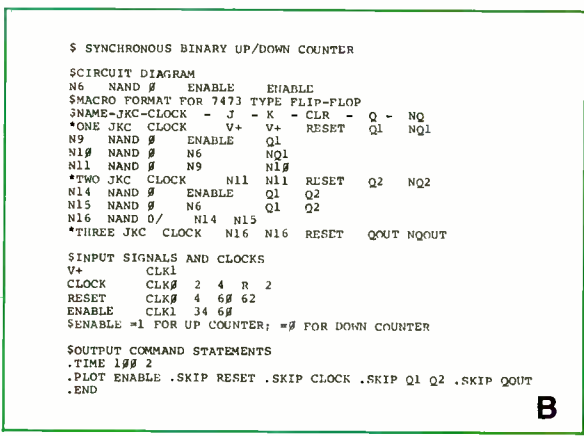 $ SYNCHRONOUS BINARY UP/DOWN COUNTER
$CIRCUIT DIAGRAM
N6 NAND Ø ENABLE ENABLE
$MACRO FORMAT FOR 7473 TYPE FLIP-FLOP
$NAME-JKC-CLOCK - J - K - CLR - Q - NQ
*ONE JKC CLOCK V+ V+ RESET Q1 NQ1
N9 NAND Ø ENABLE Q1
N1Ø NAND Ø N6 NQ1
N11 NAND Ø N9 N1Ø
*TWO JKC CLOCK N11 N11 RESET Q2 NQ2
N14 NAND Ø ENABLE Q1 Q2
N15 NAND Ø N6 Q1 Q2
N16 NAND 0/ N14 N15
*THREE JKC CLOCK N16 N16 RESET QOUT NQOUT
$INPUT SIGNALS AND CLOCKS
V+ CLK1
CLOCK CLKØ 2 4 R 2
RESET CLKØ 4 6Ø 62
ENABLE CLK1 34 6Ø
$ENABLE =1 FOR UP COUNTER; =Ø FOR DOWN COUNTER
$OUTPUT COMMAND STATEMENTS
.TIME 1ØØ 2
.PLOT ENABLE .SKIP RESET .SKIP CLOCK .SKIP Q1 Q2 .SKIP QOUT
.END
B